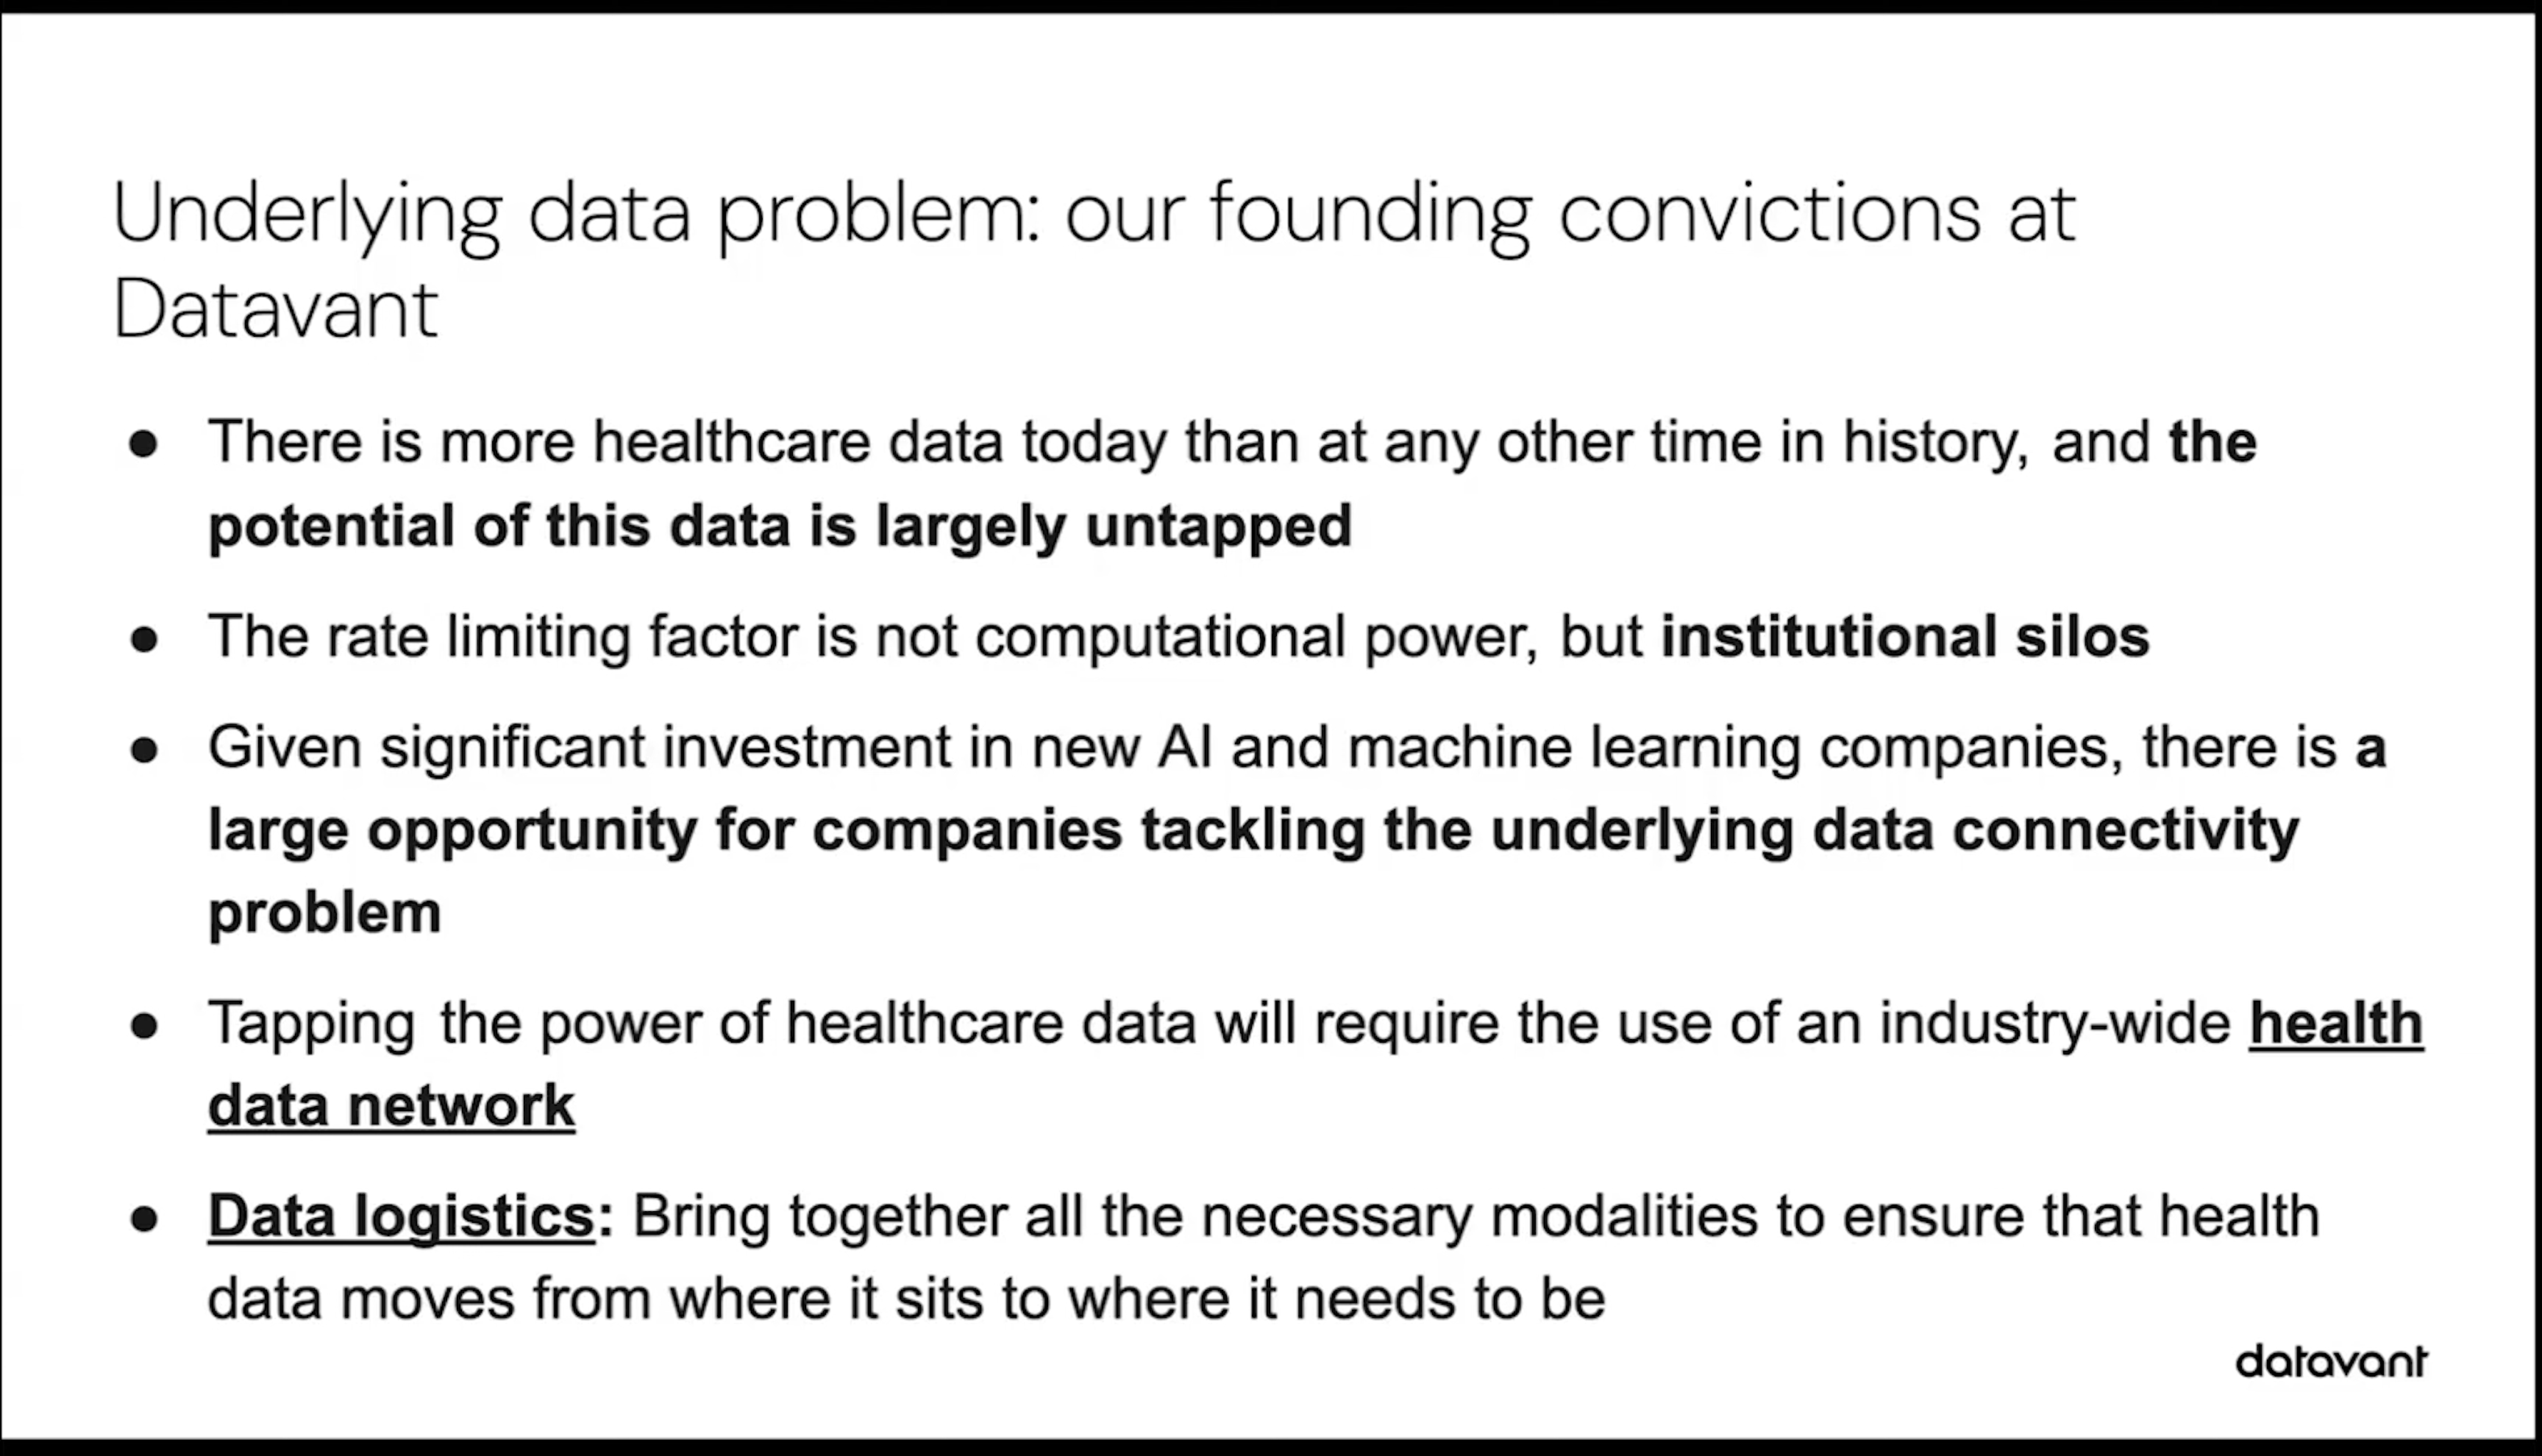 Underlying data problem: our founding convictions at
Datavant
● There is more healthcare data today than at any other time in history, and the
potential of this data is largely untapped
● The rate limiting factor is not computational power, but institutional silos
● Given significant investment in new AI and machine learning companies, there is a
large opportunity for companies tackling the underlying data connectivity
problem
● Tapping the power of healthcare data will require the use of an industry-wide health
data network
● Data logistics: Bring together all the necessary modalities to ensure that health
data moves from where it sits to where it needs to be
datavant